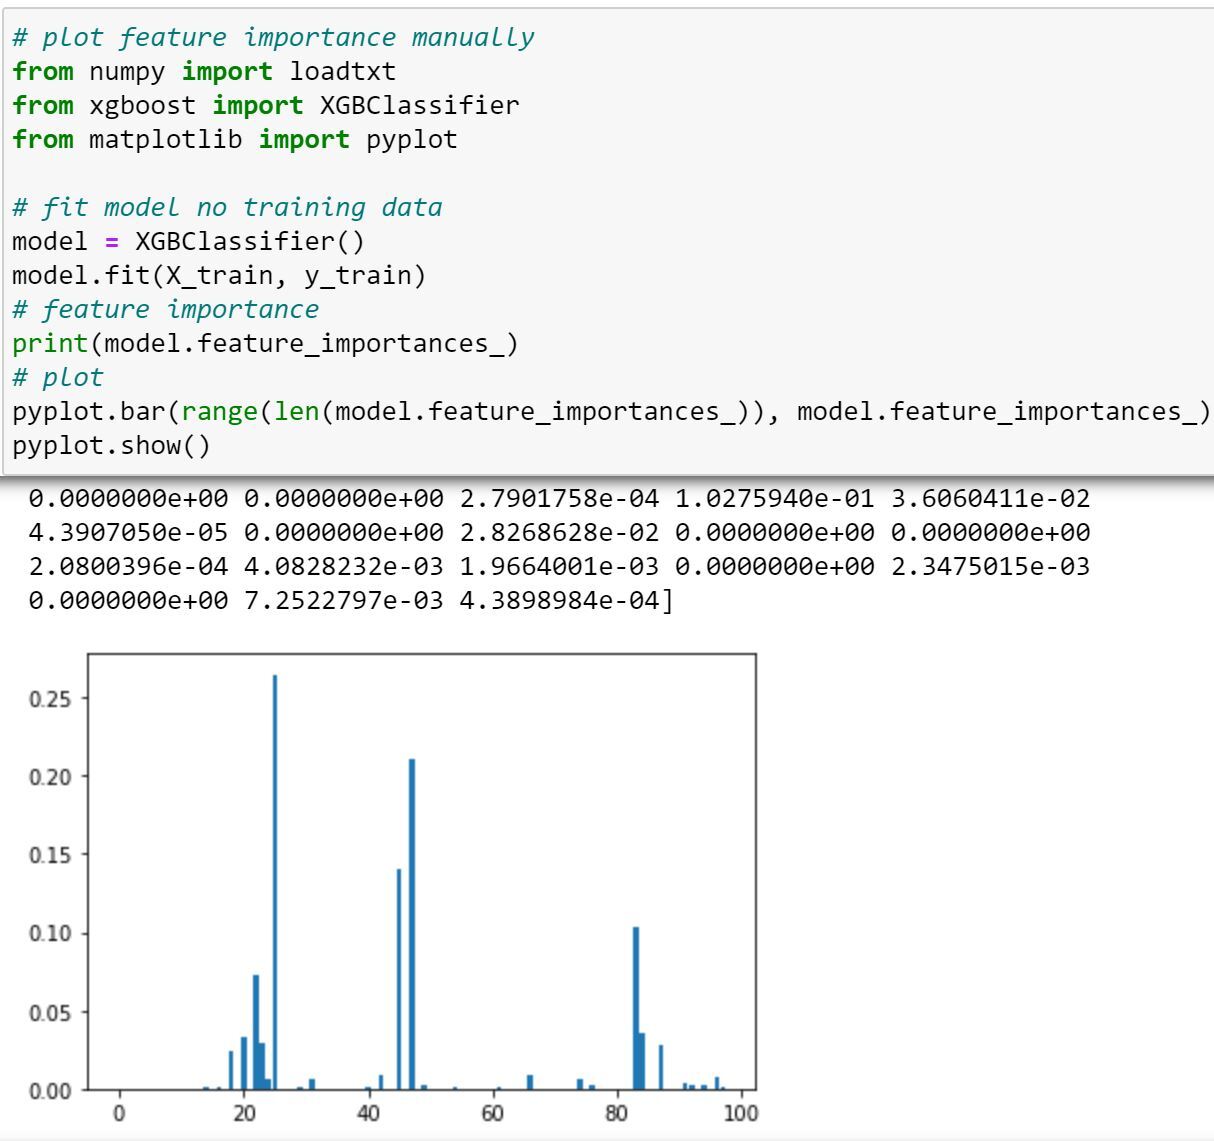 # plot feature importance manually
from numpy import loadtxt
from xgboost import XGBClassifier
from matplotlib import pyplot
# fit model no training data
model = XGBClassifier()
model.fit(X_train, y_train)
# feature importance
print(model.feature_importances_)
# plot
pyplot.bar(range(len(model.feature_importances_)), model.feature_importances_)
pyplot.show()
0.0000000e+00 0.0000000e+00 2.7901758e-04 1.0275940e-01 3.6060411e-02
4.3907050e-05 0.0000000e+00 2.8268628e-02 0.0000000e+00 0.0000000e+00
2.0800396e-04 4.0828232e-03 1.9664001e-03 0.0000000e+00 2.3475015e-03
0.0000000e+00 7.2522797e-03 4.3898984e-04]
0.25
0.20
0.15
0.10
0.05
0.00
0 20 40 60 80 100